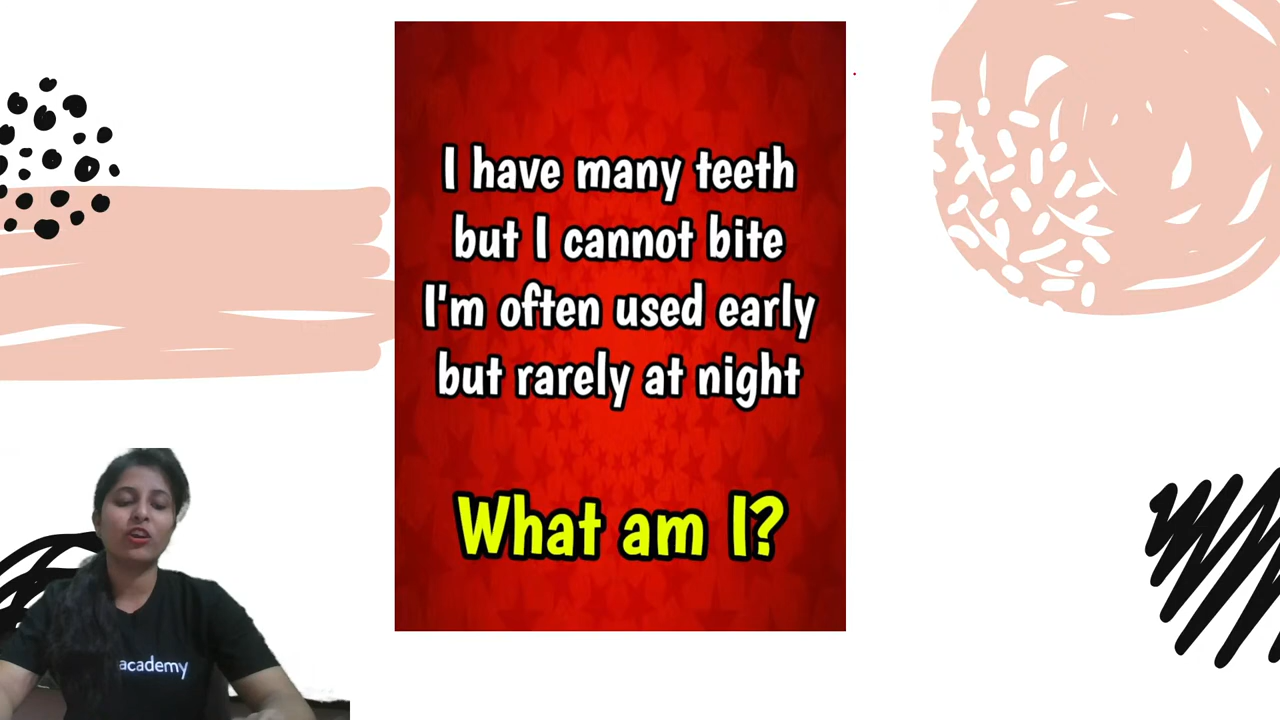 I have many teeth
but I cannot bite
I'm often used early
but rarely at night
What am I?
academy